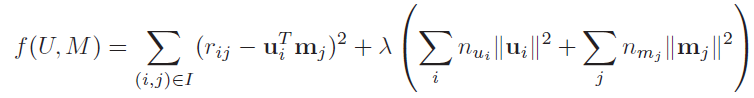 f(U, M) = ∑_{(i,j)∈I} (r_{ij} − 𝐮_i^T 𝐦_j)^2 + λ ( ∑_i n_{u_i} ‖𝐮_i‖^2 + ∑_j n_{m_j} ‖𝐦_j‖^2 )